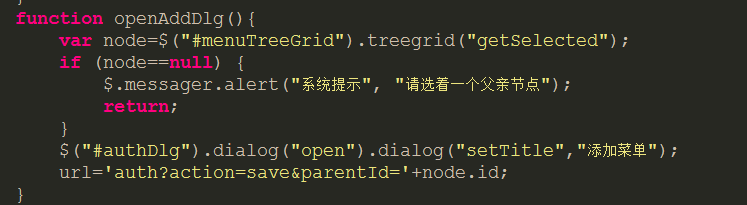 }
function openAddDlg(){
var node=$("#menuTreeGrid").treegrid("getSelected");
if (node==null) {
$.messager.alert("系统提示", "请选着一个父亲节点");
return;
}
$("#authDlg").dialog("open").dialog("setTitle","添加菜单");
url='auth?action=save&parentId='+node.id;
}